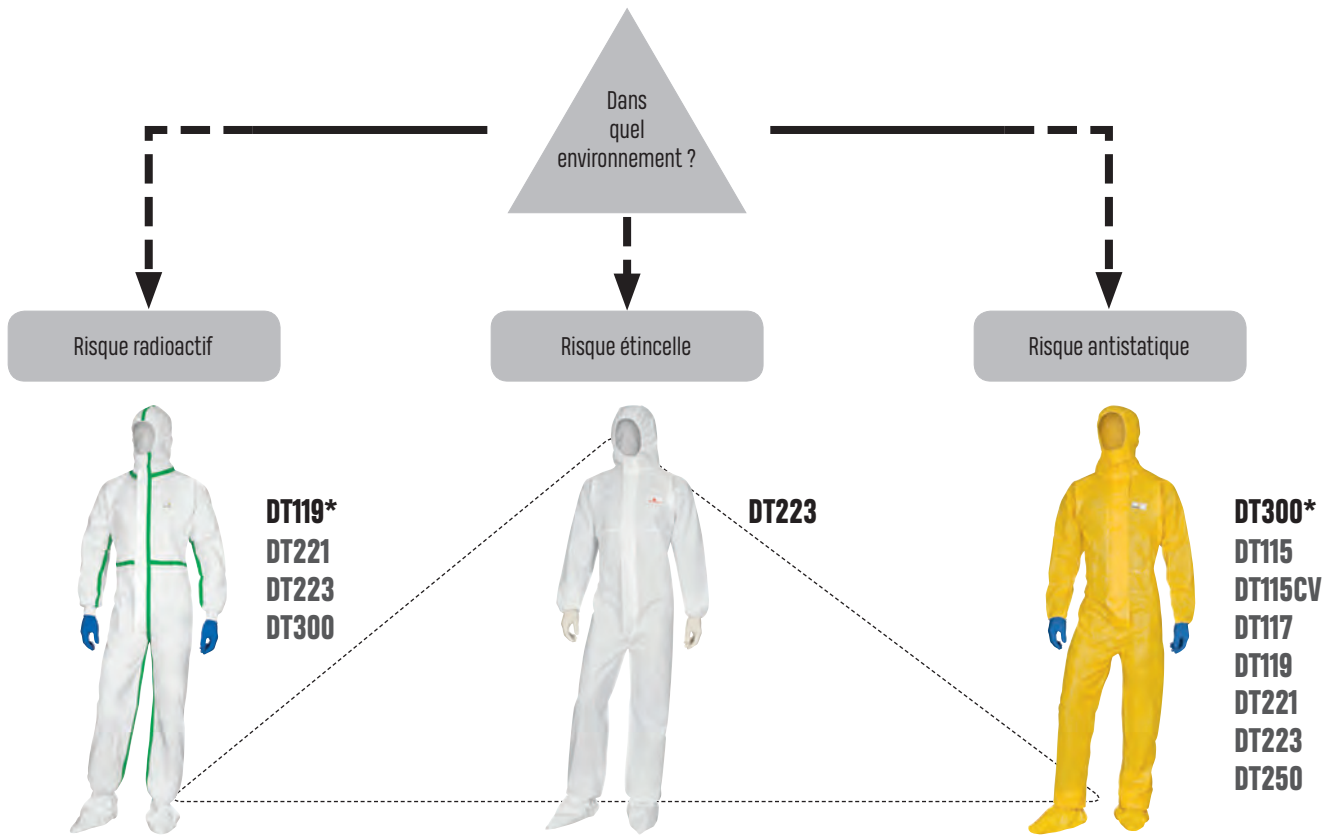 Dans
quel
environnement ?
Risque radioactif
Risque étincelle
Risque antistatique
DT119*
DT221
DT223
DT300
DT223
DT300*
DT115
DT115CV
DT117
DT119
DT221
DT223
DT250